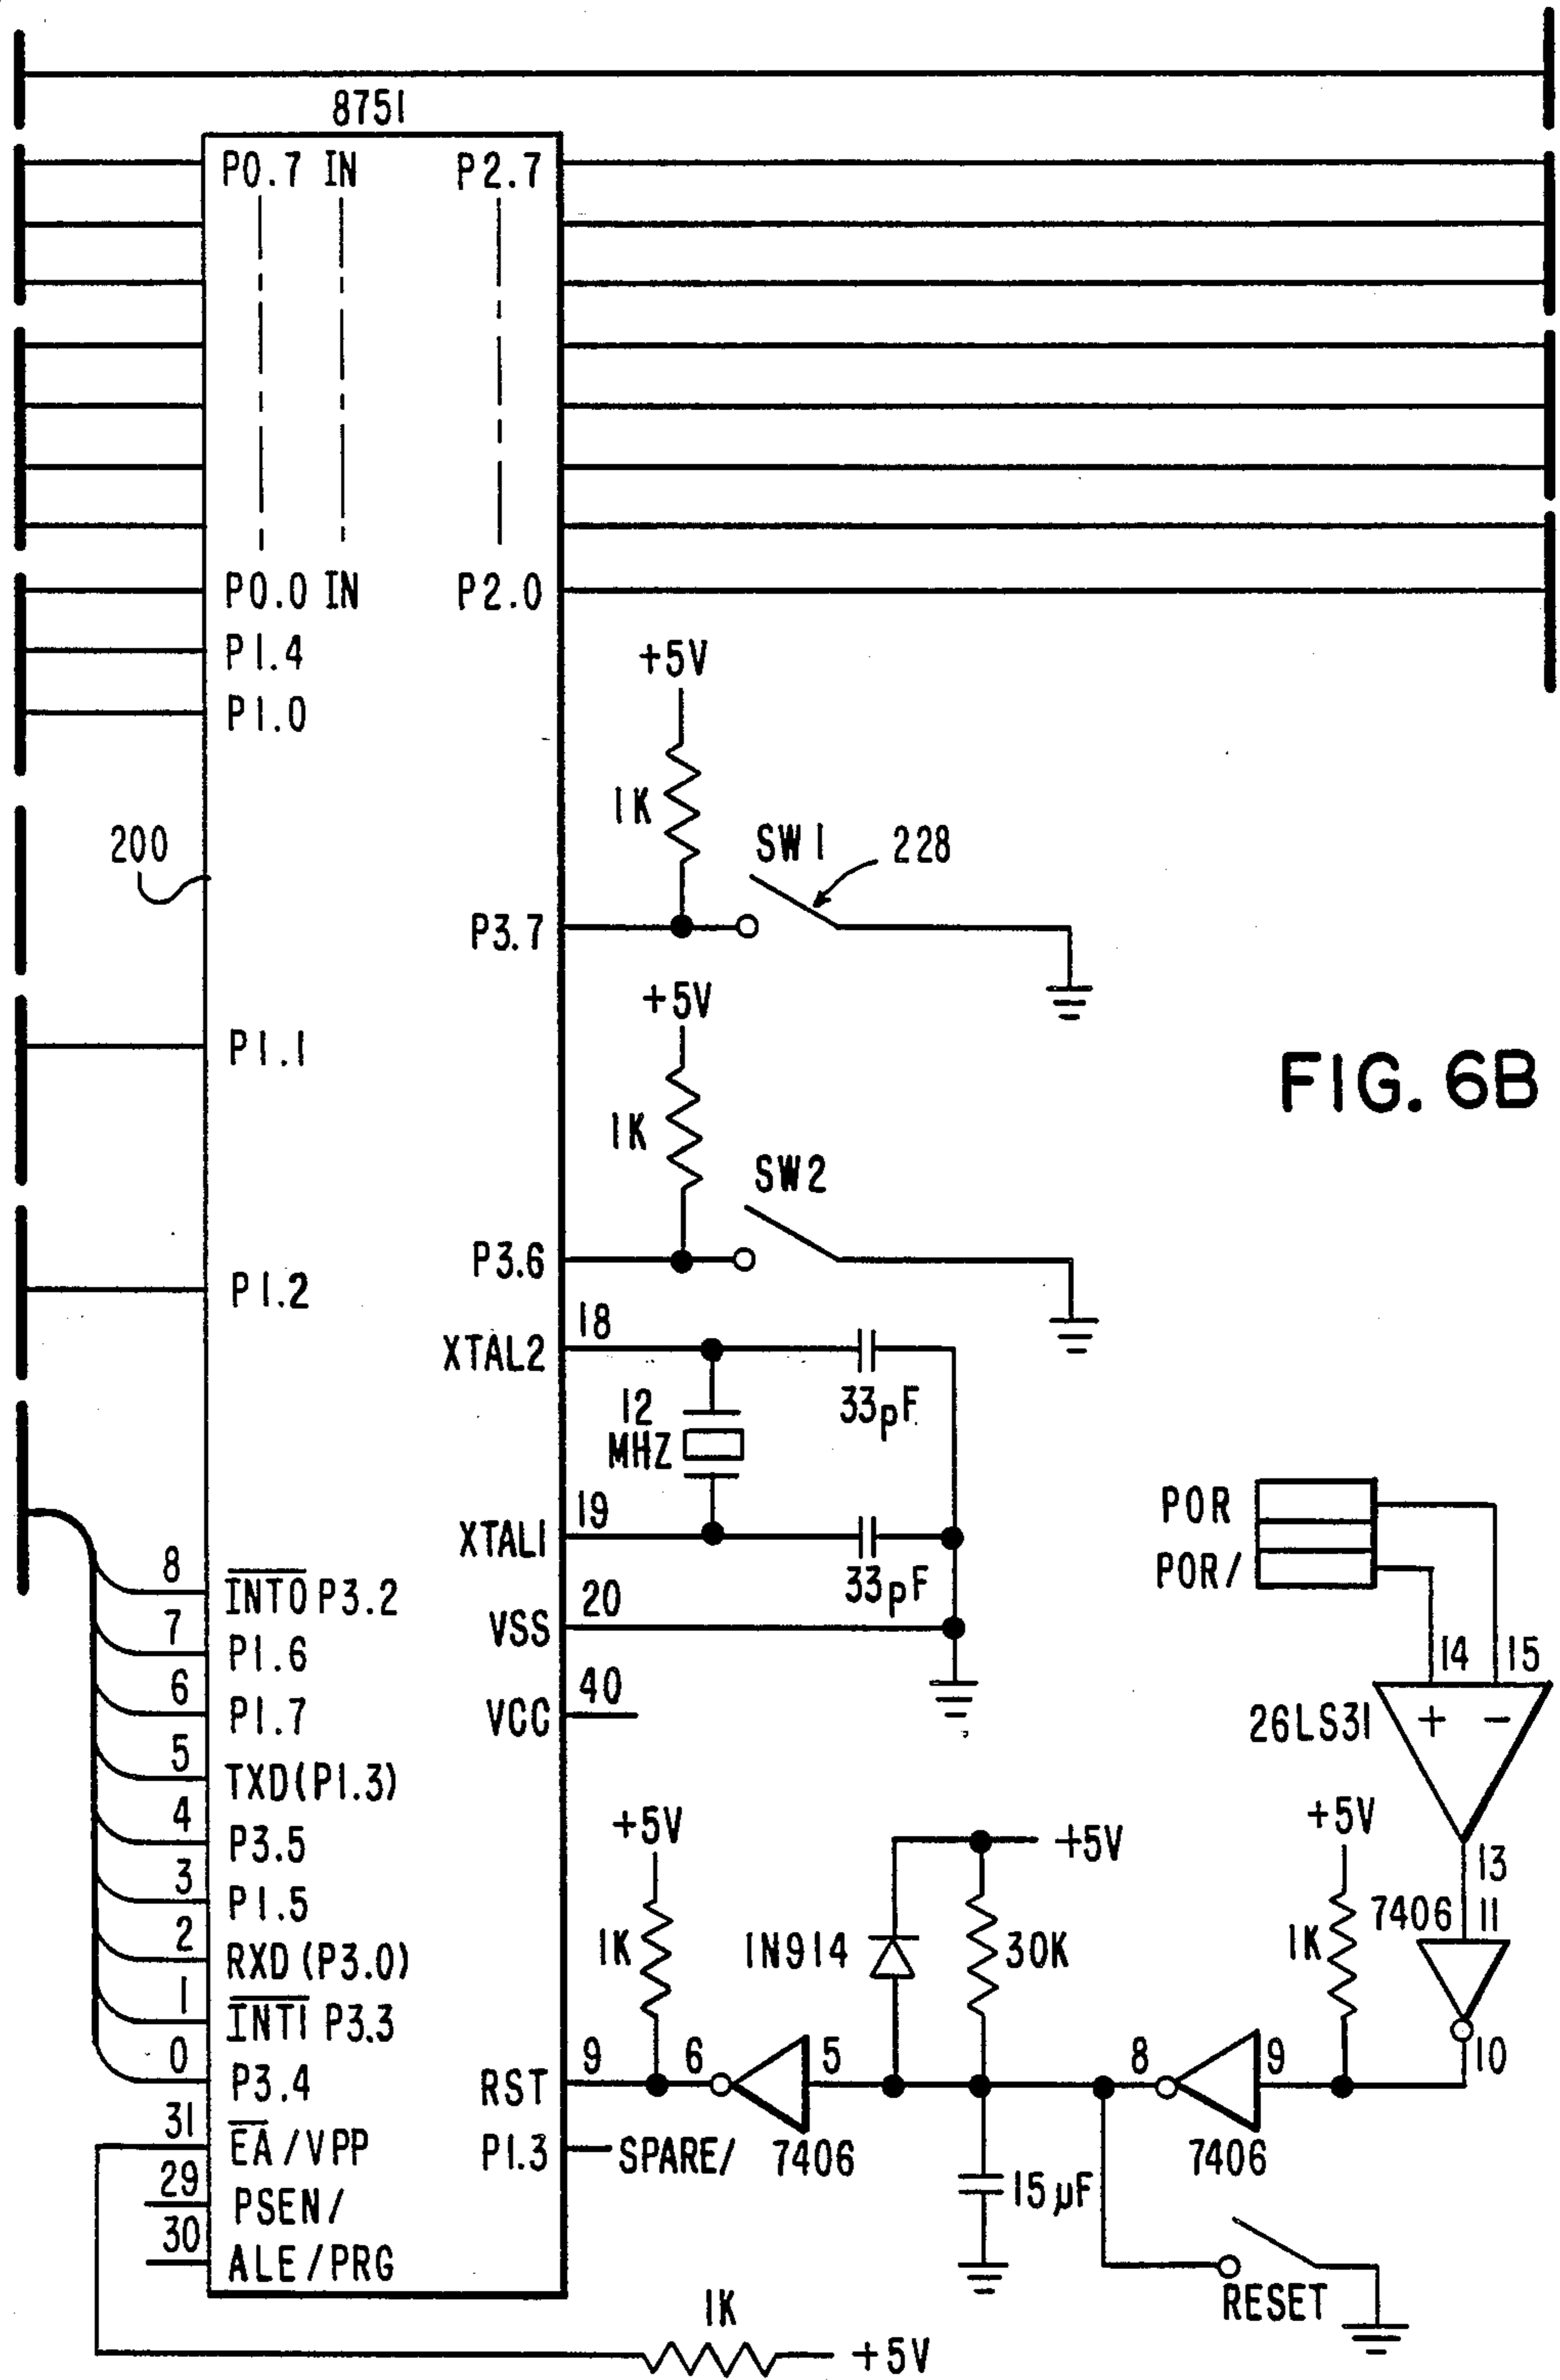 8751
P0.7 IN P2.7
P0.0 IN P2.0
P1.4
P1.0
+5V
1K
200
SW1 228
P3.7
+5V
P1.1
FIG. 6B
1K
SW2
P3.6
P1.2
18
XTAL2
33pF
12
MHZ
19
XTAL1
33pF
POR
POR/
8
INT0 P3.2
20
VSS
7
P1.6
14 15
6
P1.7
40
VCC
26LS31 + -
5
TXD(P1.3)
4
P3.5
+5V
+5V
+5V
13
3
P1.5
7406 11
2
RXD (P3.0)
1K
1N914
30K
1K
1
INT1 P3.3
0
P3.4
RST
9 6 5 8 9 10
31
EA/VPP
P1.3 SPARE/ 7406 7406
29
PSEN/
15µF
30
ALE/PRG
RESET
1K
+5V